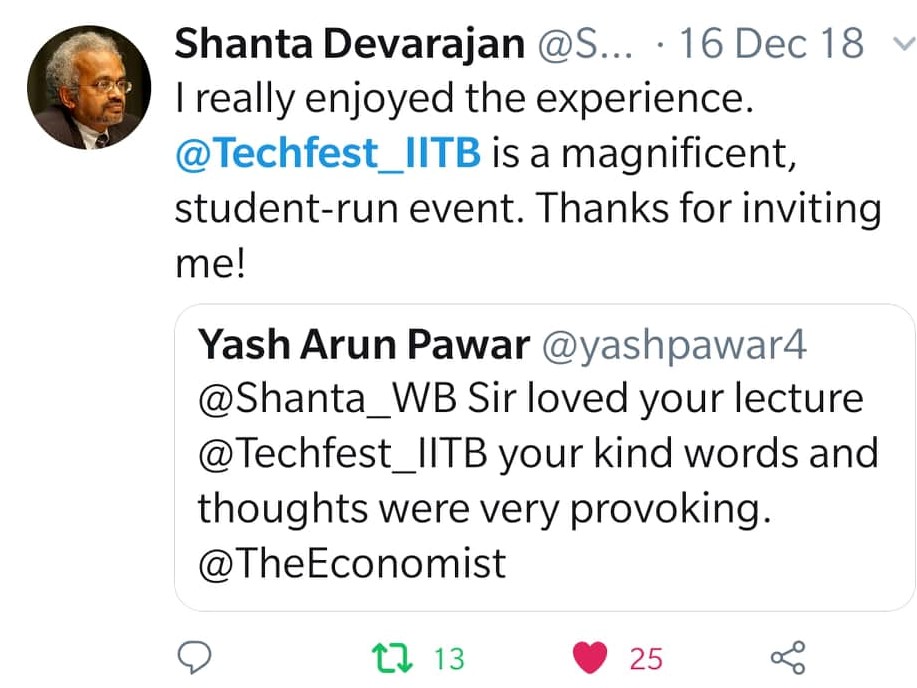 Shanta Devarajan @S... · 16 Dec 18
I really enjoyed the experience.
@Techfest_IITB is a magnificent,
student-run event. Thanks for inviting
me!
Yash Arun Pawar @yashpawar4
@Shanta_WB Sir loved your lecture
@Techfest_IITB your kind words and
thoughts were very provoking.
@TheEconomist
13 25